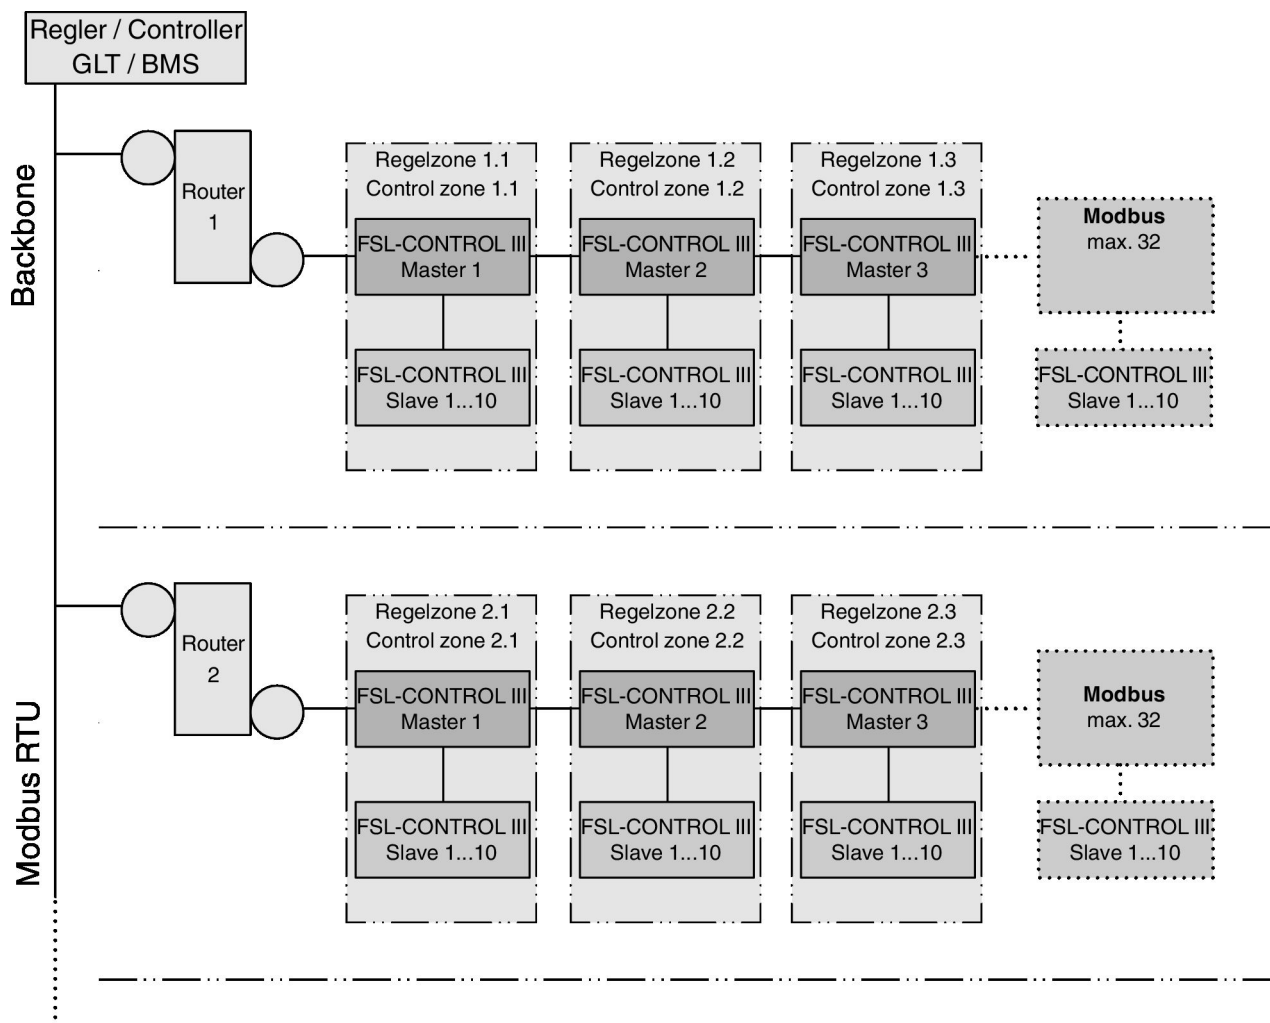 Regler / Controller
GLT / BMS
Backbone
Router
1
Regelzone 1.1
Control zone 1.1
FSL-CONTROL III
Master 1
FSL-CONTROL III
Slave 1...10
Regelzone 1.2
Control zone 1.2
FSL-CONTROL III
Master 2
FSL-CONTROL III
Slave 1...10
Regelzone 1.3
Control zone 1.3
FSL-CONTROL III
Master 3
FSL-CONTROL III
Slave 1...10
Modbus
max. 32
FSL-CONTROL III
Slave 1...10
Modbus RTU
Router
2
Regelzone 2.1
Control zone 2.1
FSL-CONTROL III
Master 1
FSL-CONTROL III
Slave 1...10
Regelzone 2.2
Control zone 2.2
FSL-CONTROL III
Master 2
FSL-CONTROL III
Slave 1...10
Regelzone 2.3
Control zone 2.3
FSL-CONTROL III
Master 3
FSL-CONTROL III
Slave 1...10
Modbus
max. 32
FSL-CONTROL III
Slave 1...10